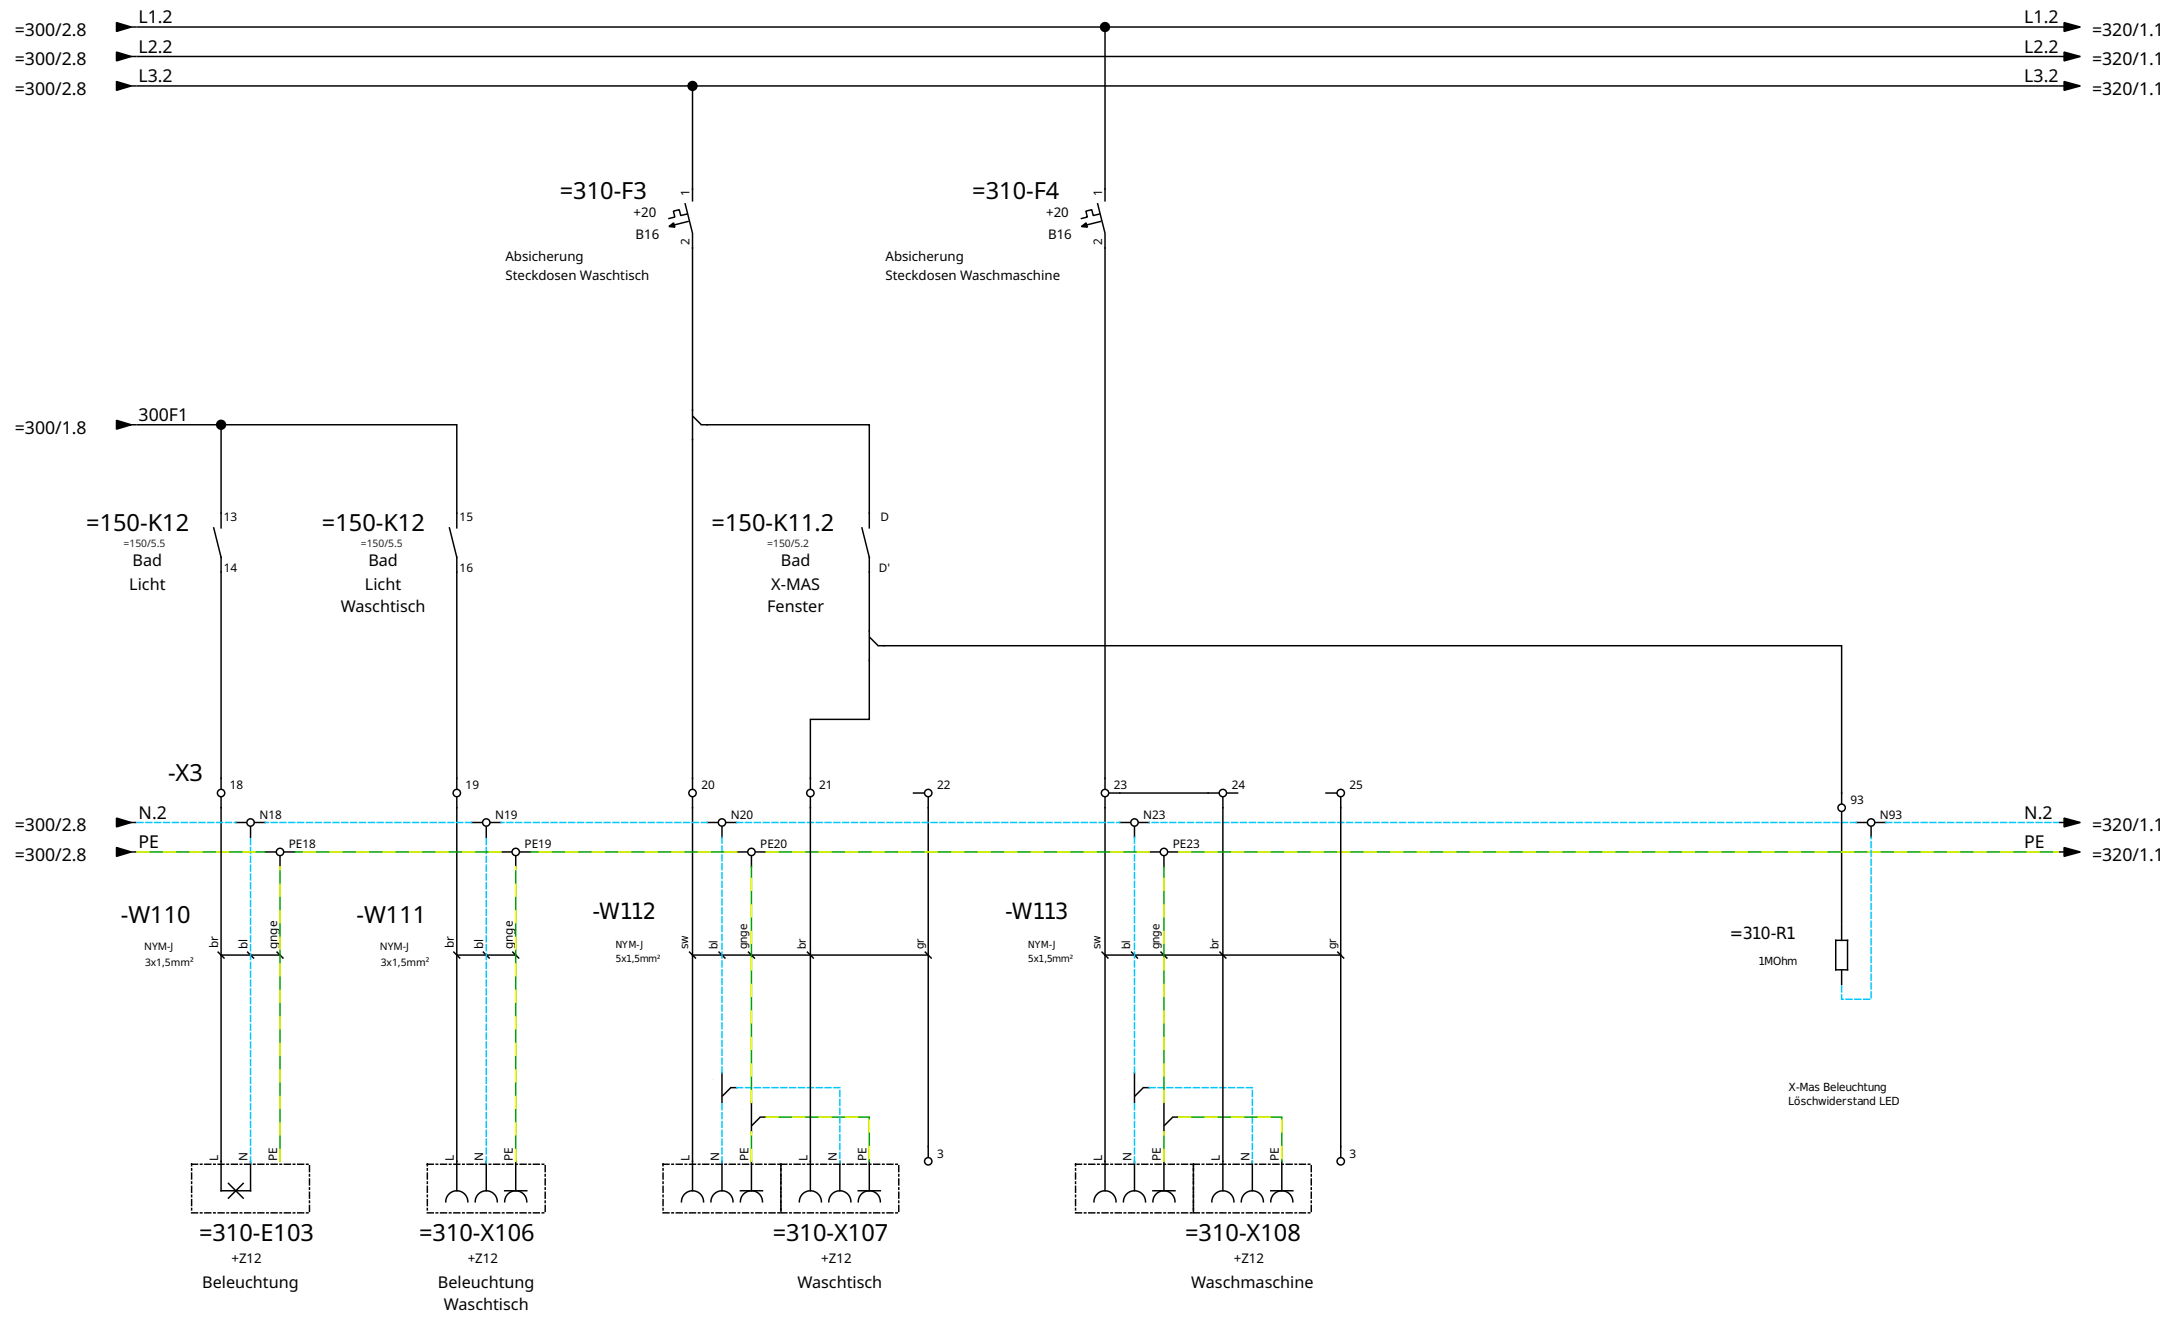 =300/2.8 L1.2 L1.2 =320/1.1
=300/2.8 L2.2 L2.2 =320/1.1
=300/2.8 L3.2 L3.2 =320/1.1
=310-F3 1
+20
B16
2
Absicherung
Steckdosen Waschtisch
=310-F4 1
+20
B16
2
Absicherung
Steckdosen Waschmaschine
=300/1.8 300F1
=150-K12 13
=150/5.5
Bad
14
Licht
=150-K12 15
=150/5.5
Bad
16
Licht
Waschtisch
=150-K11.2 D
=150/5.2
Bad
D'
X-MAS
Fenster
-X3 18 19 20 21 22 23 24 25 93
=300/2.8 N.2 N18 N19 N20 N23 N93 N.2 =320/1.1
=300/2.8 PE PE18 PE19 PE20 PE23 PE =320/1.1
-W110
NYM-J
3x1,5mm²
br bl gnge
-W111
NYM-J
3x1,5mm²
br bl gnge
-W112
NYM-J
5x1,5mm²
sw bl gnge br gr
-W113
NYM-J
5x1,5mm²
sw bl gnge br gr
=310-R1
1MOhm
X-Mas Beleuchtung
Löschwiderstand LED
L N PE L N PE L N PE L N PE 3 L N PE L N PE 3
=310-E103
+Z12
Beleuchtung
=310-X106
+Z12
Beleuchtung
Waschtisch
=310-X107
+Z12
Waschtisch
=310-X108
+Z12
Waschmaschine